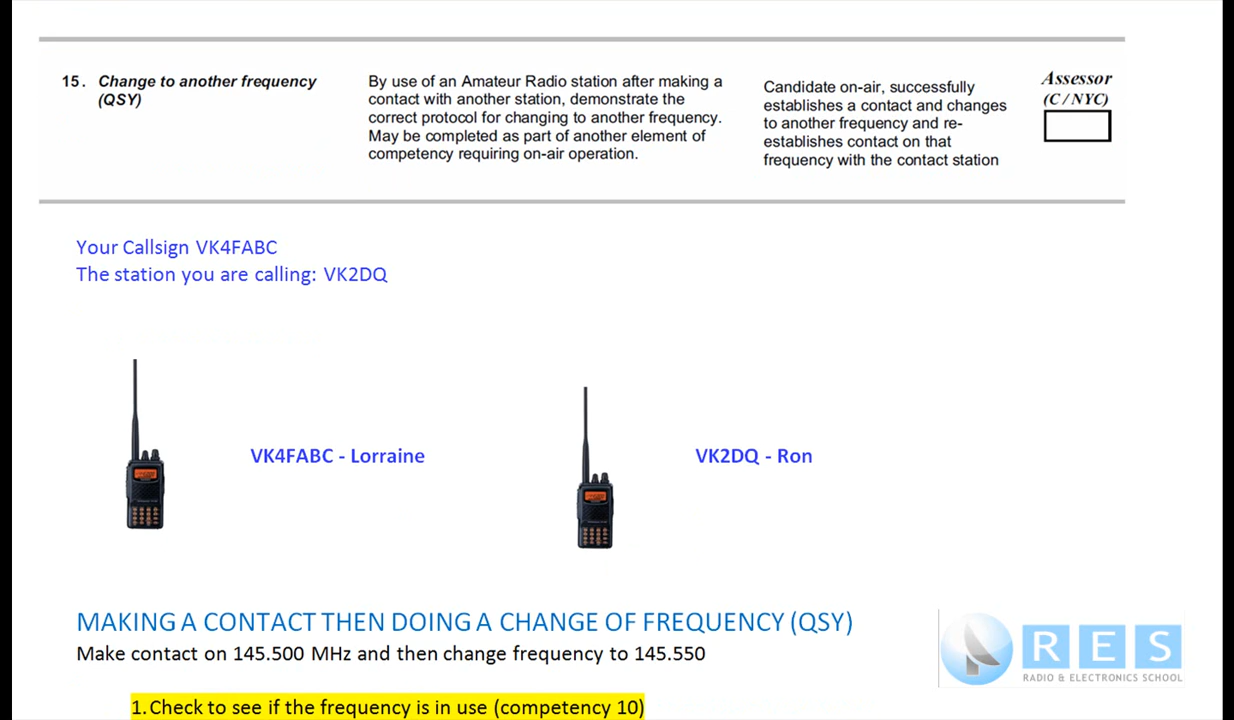 15. Change to another frequency
(QSY)
By use of an Amateur Radio station after making a
contact with another station, demonstrate the
correct protocol for changing to another frequency.
May be completed as part of another element of
competency requiring on-air operation.
Candidate on-air, successfully
establishes a contact and changes
to another frequency and re-
establishes contact on that
frequency with the contact station
Assessor
(C / NYC)
Your Callsign VK4FABC
The station you are calling: VK2DQ
VK4FABC - Lorraine
VK2DQ - Ron
MAKING A CONTACT THEN DOING A CHANGE OF FREQUENCY (QSY)
Make contact on 145.500 MHz and then change frequency to 145.550
1. Check to see if the frequency is in use (competency 10)
RES
RADIO & ELECTRONICS SCHOOL